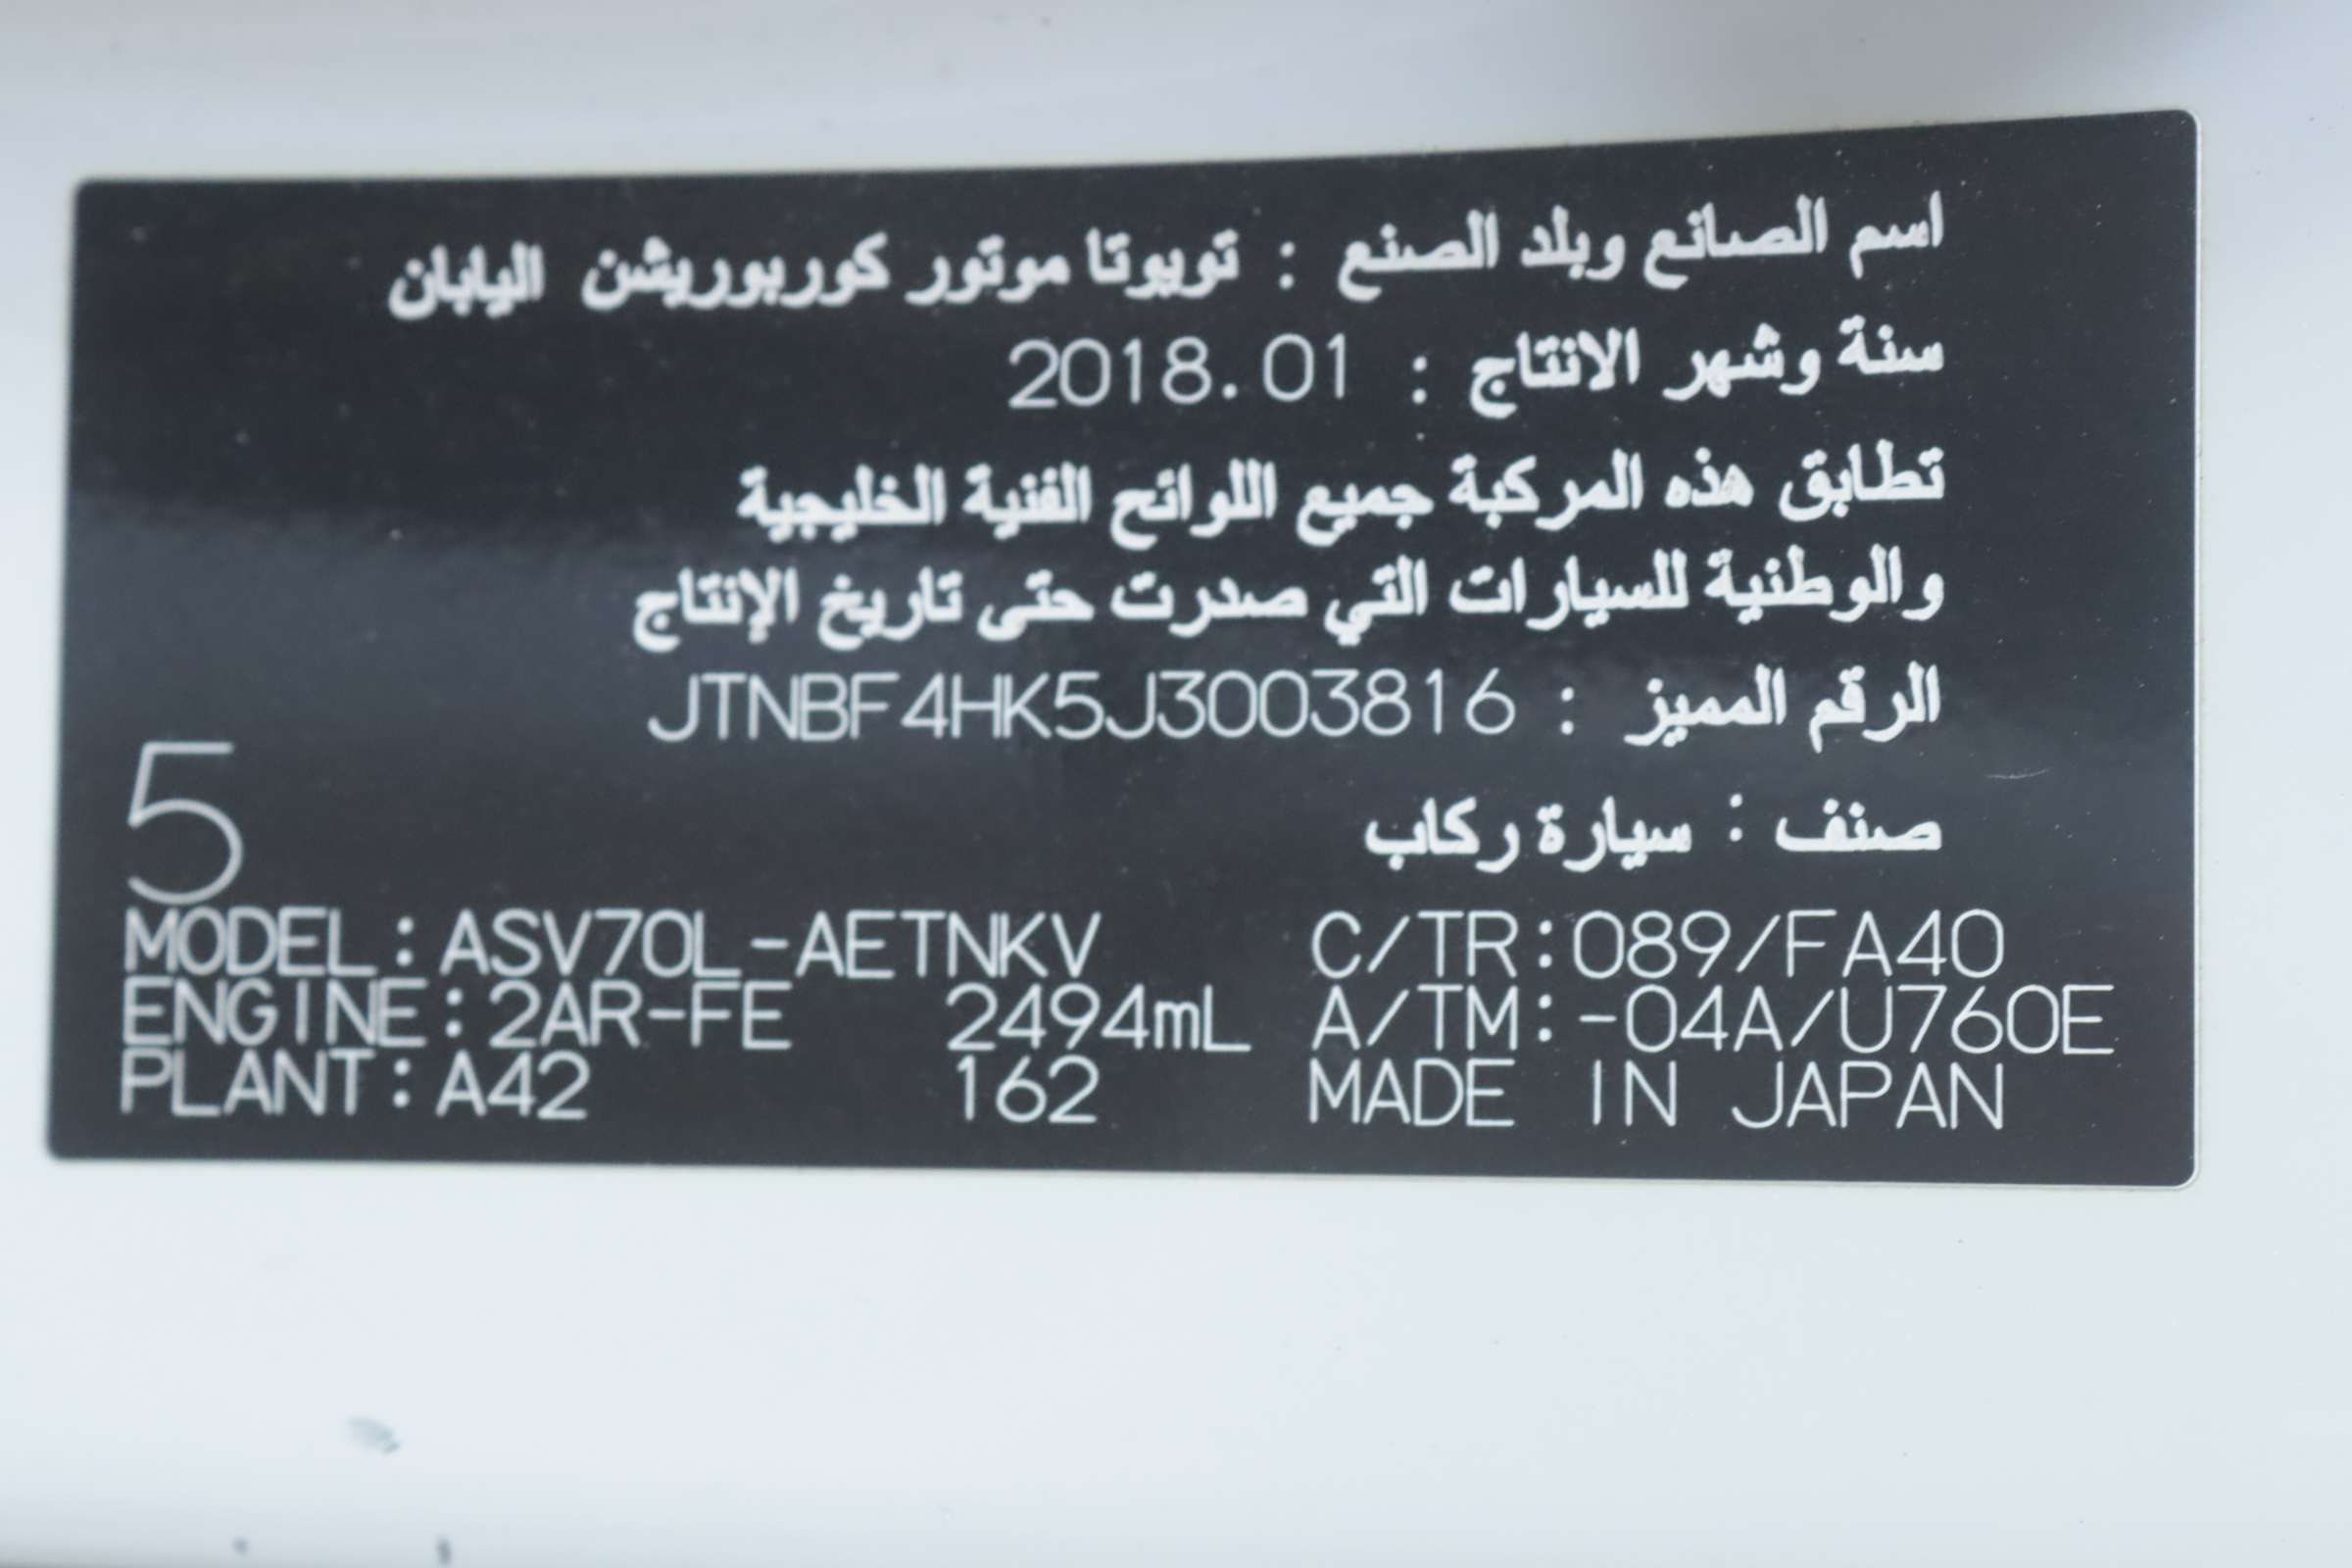 اسم الصانع وبلد الصنع : تويوتا موتور كوربوريشن اليابان
سنة وشهر الانتاج : 2018.01
تطابق هذه المركبة جميع اللوائح الفنية الخليجية
والوطنية للسيارات التي صدرت حتى تاريخ الإنتاج
الرقم المميز : JTNBF4HK5J3003816
صنف : سيارة ركاب
5
MODEL:ASV70L-AETNKV C/TR:089/FA40
ENGINE:2AR-FE 2494mL A/TM:-04A/U760E
PLANT:A42 162 MADE IN JAPAN